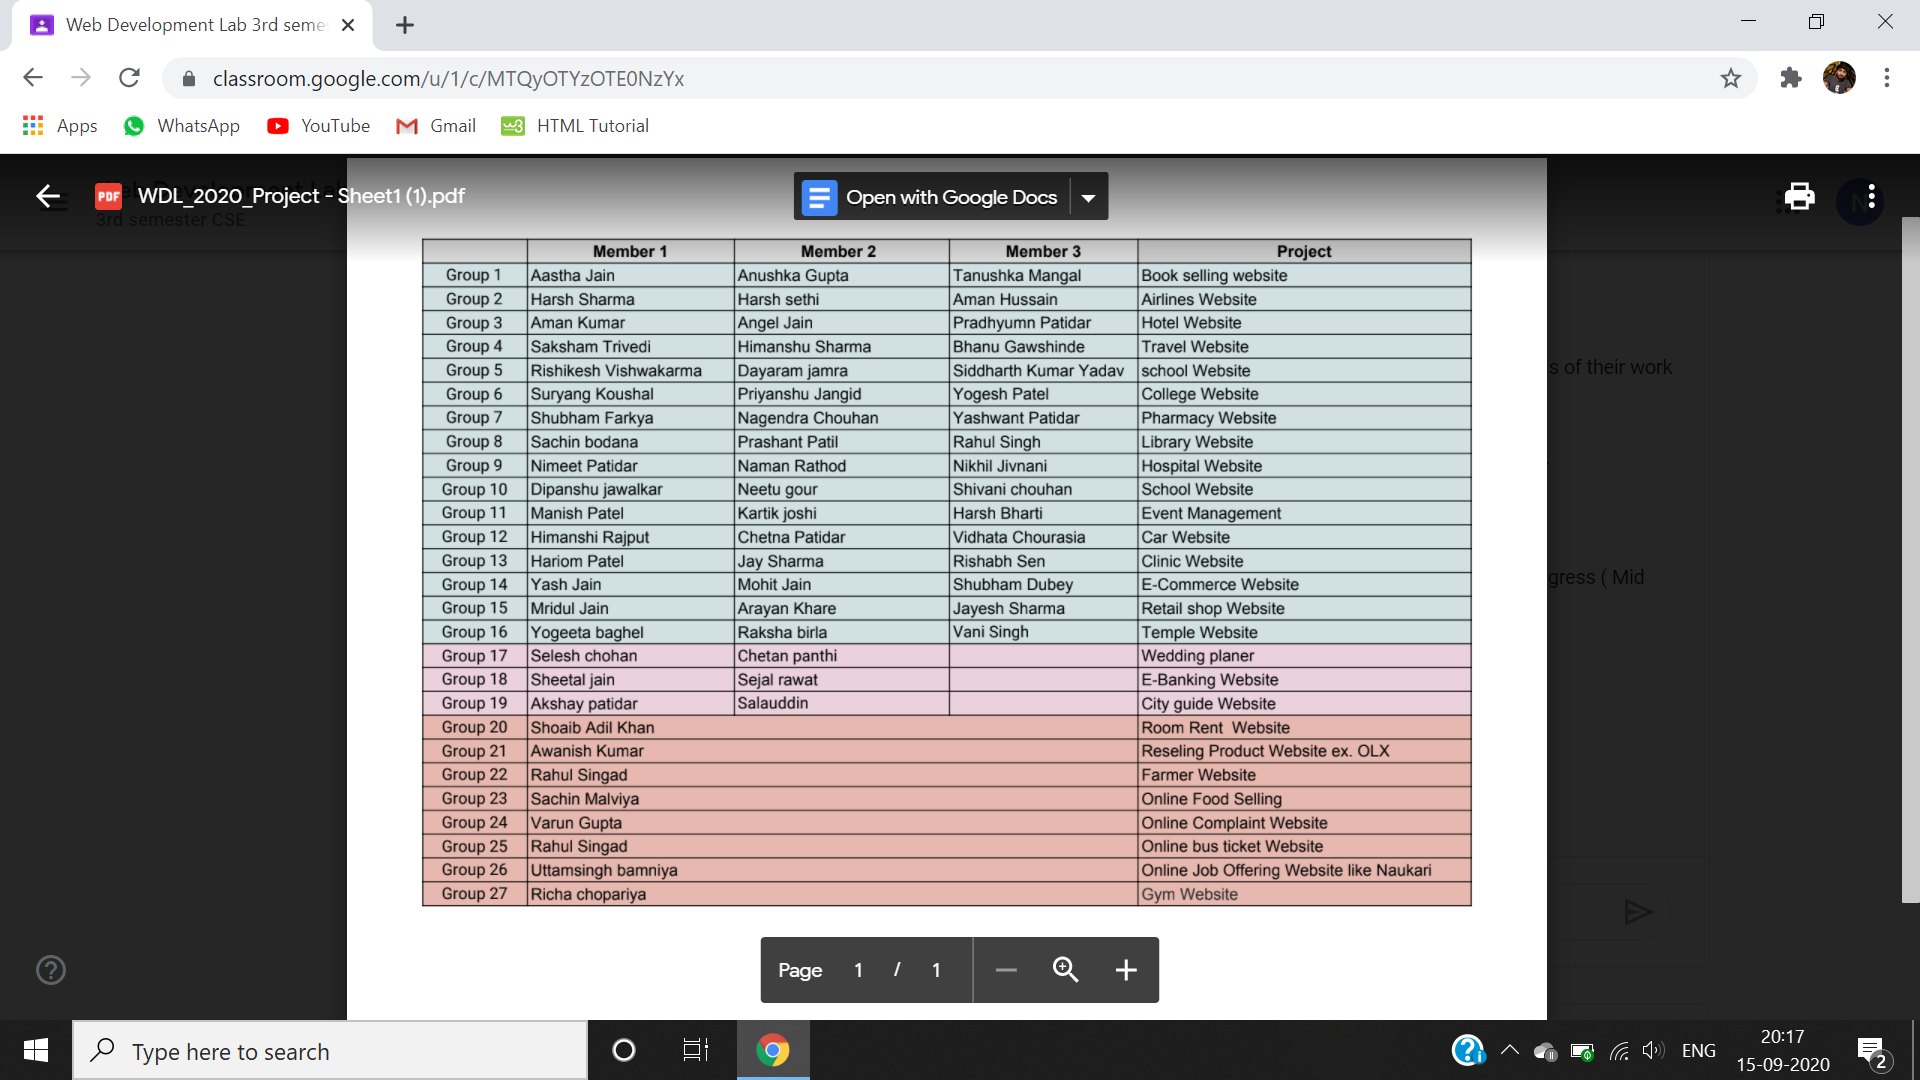 Web Development Lab 3rd seme
classroom.google.com/u/1/c/MTQyOTYzOTE0NzYx
Apps WhatsApp YouTube Gmail HTML Tutorial
PDF WDL_2020_Project - Sheet1 (1).pdf Open with Google Docs
3rd semester CSE
Member 1 Member 2 Member 3 Project
Group 1 Aastha Jain Anushka Gupta Tanushka Mangal Book selling website
Group 2 Harsh Sharma Harsh sethi Aman Hussain Airlines Website
Group 3 Aman Kumar Angel Jain Pradhyumn Patidar Hotel Website
Group 4 Saksham Trivedi Himanshu Sharma Bhanu Gawshinde Travel Website
Group 5 Rishikesh Vishwakarma Dayaram jamra Siddharth Kumar Yadav school Website
s of their work
Group 6 Suryang Koushal Priyanshu Jangid Yogesh Patel College Website
Group 7 Shubham Farkya Nagendra Chouhan Yashwant Patidar Pharmacy Website
Group 8 Sachin bodana Prashant Patil Rahul Singh Library Website
Group 9 Nimeet Patidar Naman Rathod Nikhil Jivnani Hospital Website
Group 10 Dipanshu jawalkar Neetu gour Shivani chouhan School Website
Group 11 Manish Patel Kartik joshi Harsh Bharti Event Management
Group 12 Himanshi Rajput Chetna Patidar Vidhata Chourasia Car Website
Group 13 Hariom Patel Jay Sharma Rishabh Sen Clinic Website
Group 14 Yash Jain Mohit Jain Shubham Dubey E-Commerce Website
gress ( Mid
Group 15 Mridul Jain Arayan Khare Jayesh Sharma Retail shop Website
Group 16 Yogeeta baghel Raksha birla Vani Singh Temple Website
Group 17 Selesh chohan Chetan panthi Wedding planer
Group 18 Sheetal jain Sejal rawat E-Banking Website
Group 19 Akshay patidar Salauddin City guide Website
Group 20 Shoaib Adil Khan Room Rent Website
Group 21 Awanish Kumar Reseling Product Website ex. OLX
Group 22 Rahul Singad Farmer Website
Group 23 Sachin Malviya Online Food Selling
Group 24 Varun Gupta Online Complaint Website
Group 25 Rahul Singad Online bus ticket Website
Group 26 Uttamsingh bamniya Online Job Offering Website like Naukari
Group 27 Richa chopariya Gym Website
Page 1 / 1
Type here to search
ENG
20:17
15-09-2020
2